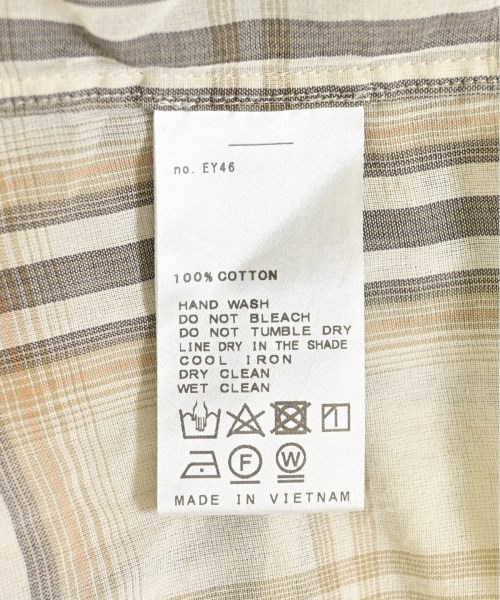 no. EY46
100% COTTON
HAND WASH
DO NOT BLEACH
DO NOT TUMBLE DRY
LINE DRY IN THE SHADE
COOL IRON
DRY CLEAN
WET CLEAN
F W
MADE IN VIETNAM